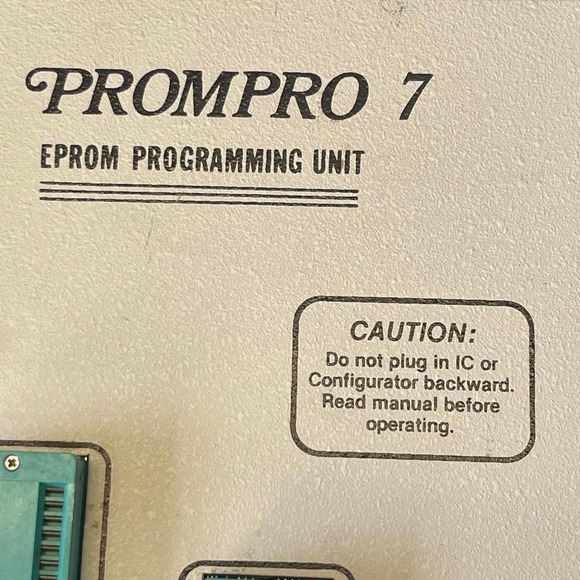 PROMPRO 7
EPROM PROGRAMMING UNIT
CAUTION:
Do not plug in IC or
Configurator backward.
Read manual before
operating.